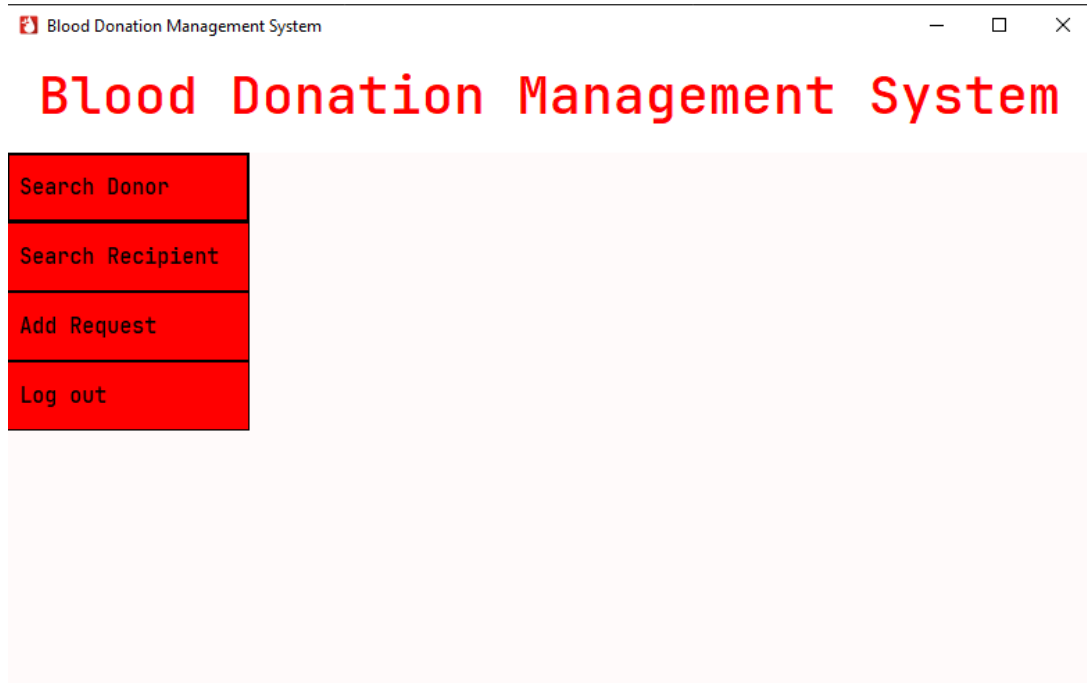 Blood Donation Management System
Blood Donation Management System
Search Donor
Search Recipient
Add Request
Log out